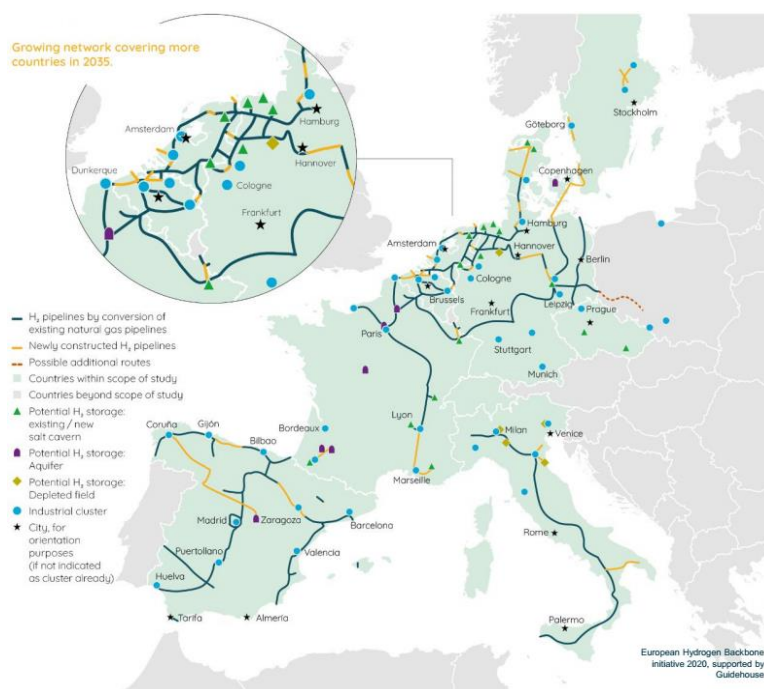 Growing network covering more
countries in 2035.
Amsterdam
Hamburg
Dunkerque
Hannover
Cologne
Frankfurt
Stockholm
Göteborg
Copenhagen
Hamburg
Amsterdam
Hannover
Berlin
Cologne
Brussels
Leipzig
Frankfurt
Prague
Paris
Stuttgart
Munich
Lyon
Milan
Venice
Bordeaux
Coruña
Gijón
Bilbao
Marseille
Madrid
Zaragoza
Barcelona
Puertollano
Valencia
Rome
Huelva
Tarifa
Almería
Palermo
H₂ pipelines by conversion of
existing natural gas pipelines
Newly constructed H₂ pipelines
Possible additional routes
Countries within scope of study
Countries beyond scope of study
Potential H₂ storage:
existing / new
salt cavern
Potential H₂ storage:
Aquifer
Potential H₂ storage:
Depleted field
Industrial cluster
City, for
orientation
purposes
(if not indicated
as cluster already)
European Hydrogen Backbone
initiative 2020, supported by
Guidehouse